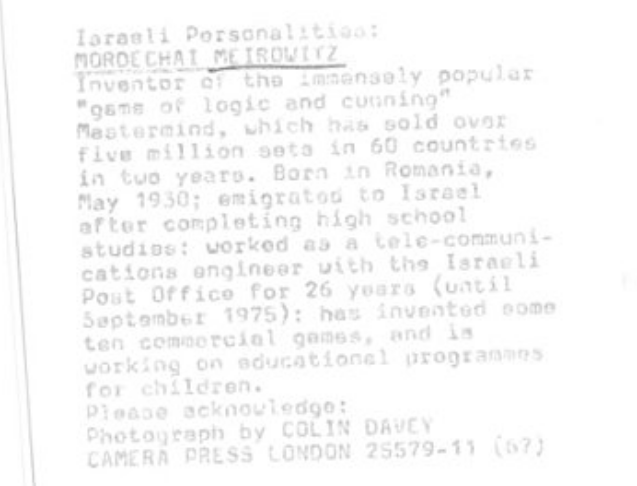 Israeli Personalities:
MORDECHAI MEIROWITZ
Inventor of the immensely popular
"game of logic and cunning"
Mastermind, which has sold over
five million sets in 60 countries
in two years. Born in Romania,
May 1930; emigrated to Israel
after completing high school
studies: worked as a tele-communi-
cations engineer with the Israeli
Post Office for 26 years (until
September 1975): has invented some
ten commercial games, and is
working on educational programmes
for children.
Please acknowledge:
Photograph by COLIN DAVEY
CAMERA PRESS LONDON 25579-11 (67)